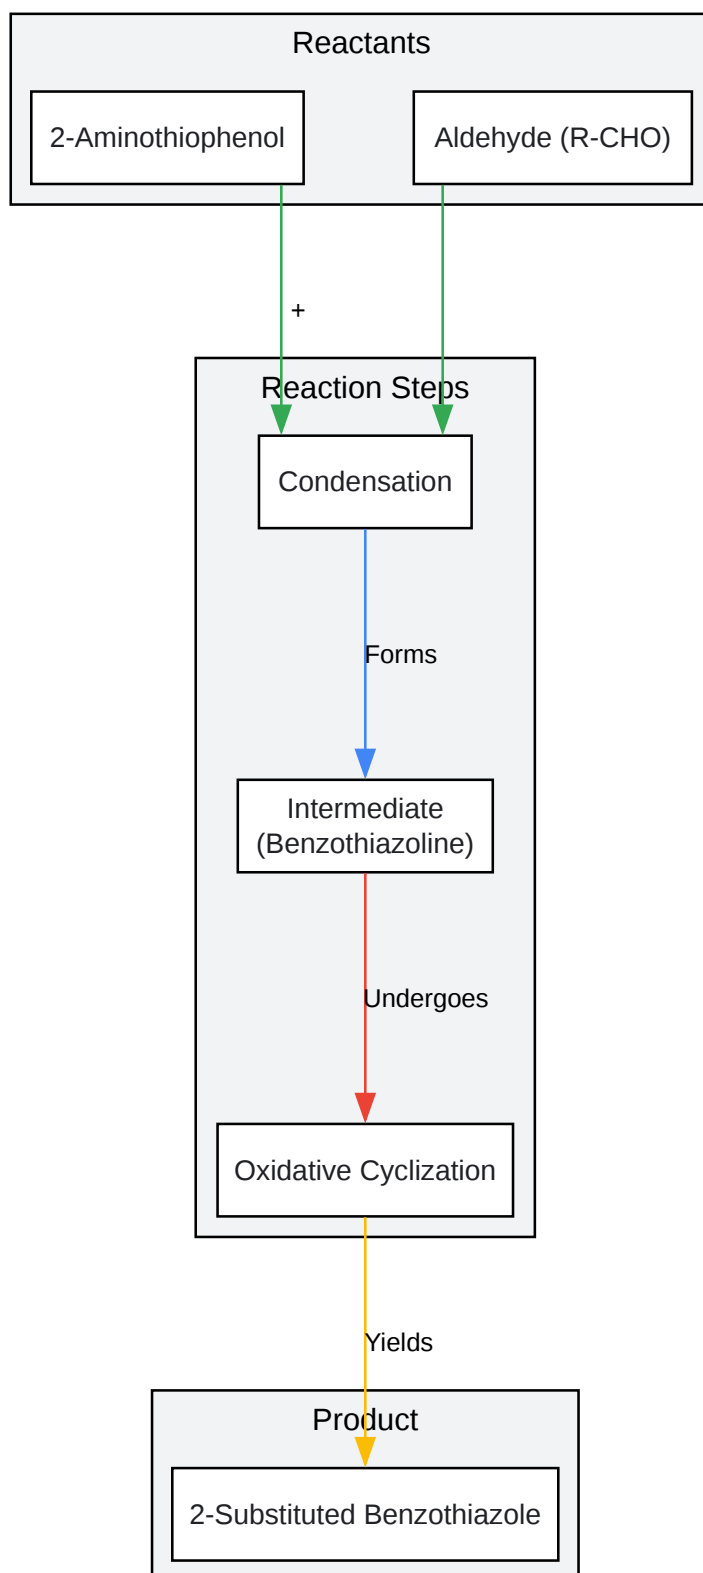 Reactants
2-Aminothiophenol
Aldehyde (R-CHO)
+
Reaction Steps
Condensation
Forms
Intermediate
(Benzothiazoline)
Undergoes
Oxidative Cyclization
Yields
Product
2-Substituted Benzothiazole